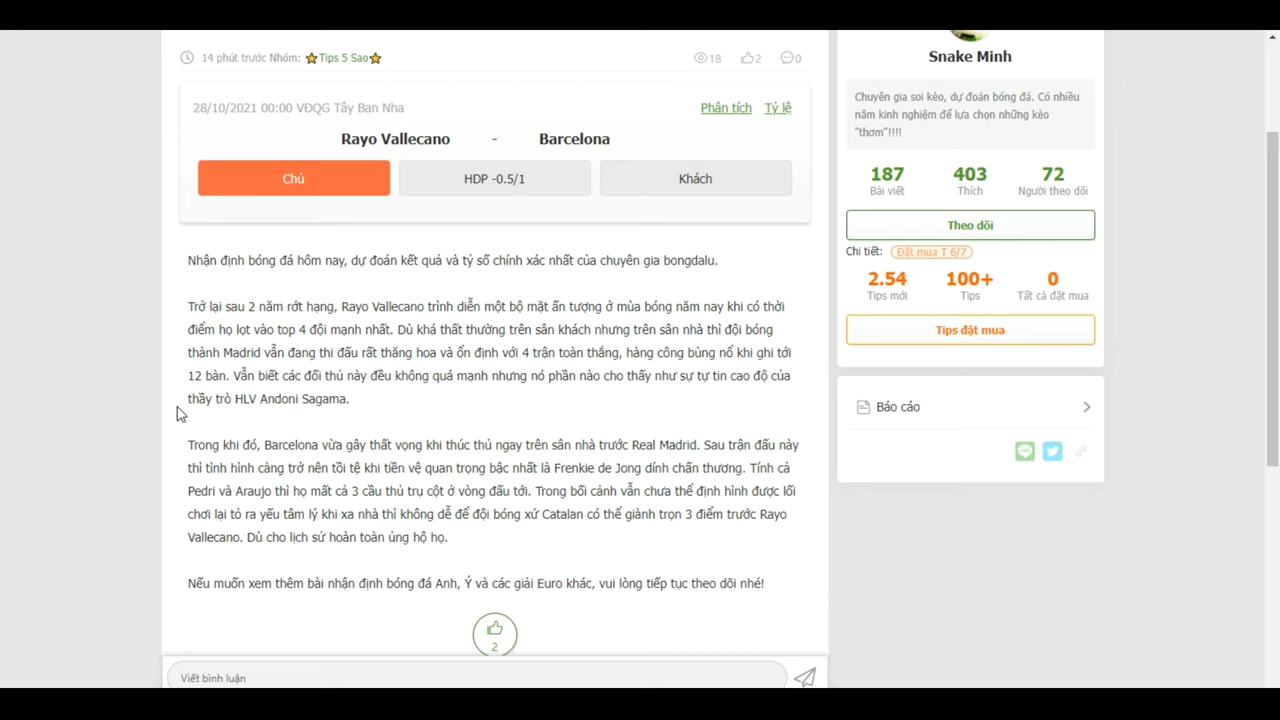 14 phút trước Nhóm: ⭐Tips 5 Sao⭐
18
2
0
28/10/2021 00:00 VĐQG Tây Ban Nha
Phân tích
Tỷ lệ
Rayo Vallecano - Barcelona
Chủ
HDP -0.5/1
Khách
Nhận định bóng đá hôm nay, dự đoán kết quả và tỷ số chính xác nhất của chuyên gia bongdalu.
Trở lại sau 2 năm rớt hạng, Rayo Vallecano trình diễn một bộ mặt ấn tượng ở mùa bóng năm nay khi có thời
điểm họ lọt vào top 4 đội mạnh nhất. Dù khá thất thường trên sân khách nhưng trên sân nhà thì đội bóng
thành Madrid vẫn đang thi đấu rất thăng hoa và ổn định với 4 trận toàn thắng, hàng công bùng nổ khi ghi tới
12 bàn. Vẫn biết các đối thủ này đều không quá mạnh nhưng nó phần nào cho thấy như sự tự tin cao độ của
thầy trò HLV Andoni Sagama.
Trong khi đó, Barcelona vừa gây thất vọng khi thúc thủ ngay trên sân nhà trước Real Madrid. Sau trận đấu này
thì tình hình càng trở nên tồi tệ khi tiền vệ quan trọng bậc nhất là Frenkie de Jong dính chấn thương. Tính cả
Pedri và Araujo thì họ mất cả 3 cầu thủ trụ cột ở vòng đấu tới. Trong bối cảnh vẫn chưa thể định hình được lối
chơi lại tỏ ra yếu tâm lý khi xa nhà thì không dễ để đội bóng xứ Catalan có thể giành trọn 3 điểm trước Rayo
Vallecano. Dù cho lịch sử hoàn toàn ủng hộ họ.
Nếu muốn xem thêm bài nhận định bóng đá Anh, Ý và các giải Euro khác, vui lòng tiếp tục theo dõi nhé!
2
Viết bình luận
Snake Minh
Chuyên gia soi kèo, dự đoán bóng đá. Có nhiều
năm kinh nghiệm để lựa chọn những kèo
"thơm"!!!!
187 403 72
Bài viết Thích Người theo dõi
Theo dõi
Chi tiết: Đặt mua T 6/7
2.54 100+ 0
Tips mới Tips Tất cả đặt mua
Tips đặt mua
Báo cáo